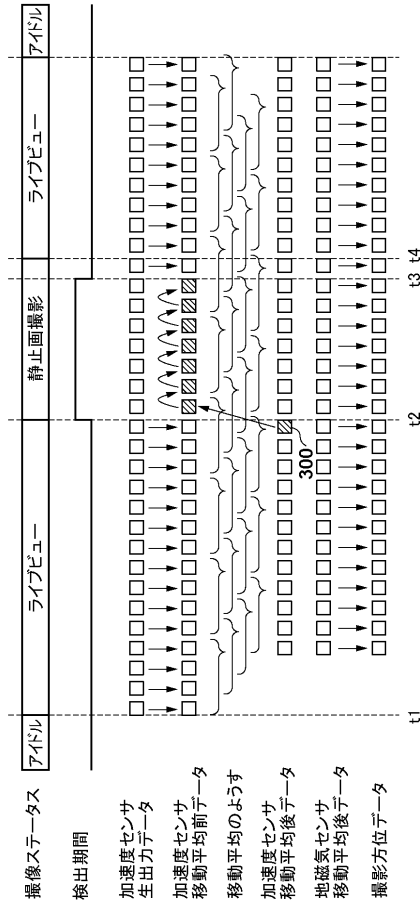 撮像ステータス
アイドル
ライブビュー
静止画撮影
ライブビュー
アイドル
検出期間
加速度センサ
生出力データ
加速度センサ
移動平均前データ
移動平均のようす
加速度センサ
移動平均後データ
300
地磁気センサ
移動平均後データ
撮影方位データ
t1
t2
t3
t4